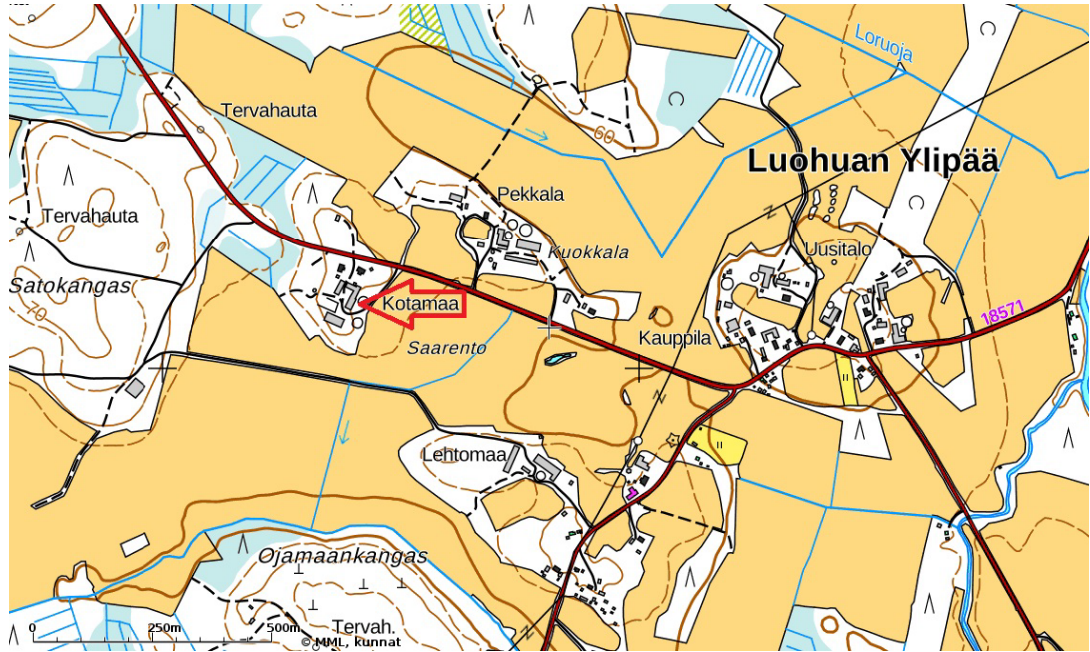 Loruoja
Tervahauta
60
Luohuan Ylipää
Pekkala
Tervahauta
Kuokkala
Uusitalo
Satokangas
Kotamaa
18571
Kauppila
Saarento
Lehtomaa
Ojamaankangas
Tervah.
0 250m 500m
© MML, kunnat